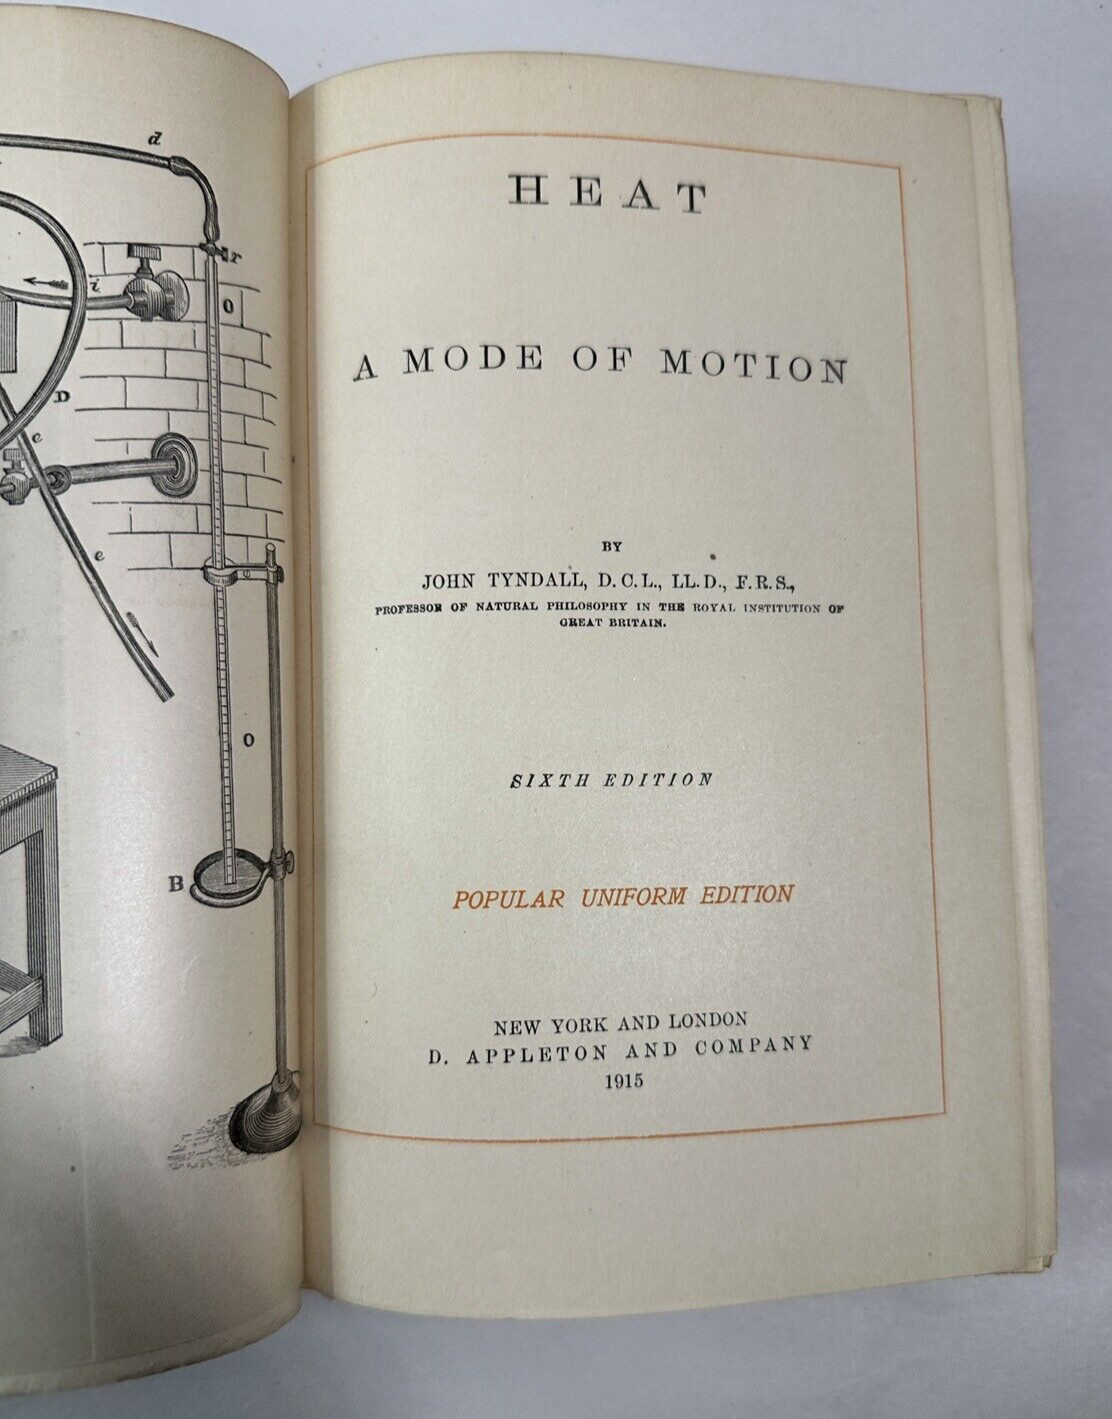 d
r
i
O
D
e
e
O
B
HEAT
A MODE OF MOTION
BY
JOHN TYNDALL, D.C.L., LL.D., F.R.S.,
PROFESSOR OF NATURAL PHILOSOPHY IN THE ROYAL INSTITUTION OF
GREAT BRITAIN.
SIXTH EDITION
POPULAR UNIFORM EDITION
NEW YORK AND LONDON
D. APPLETON AND COMPANY
1915